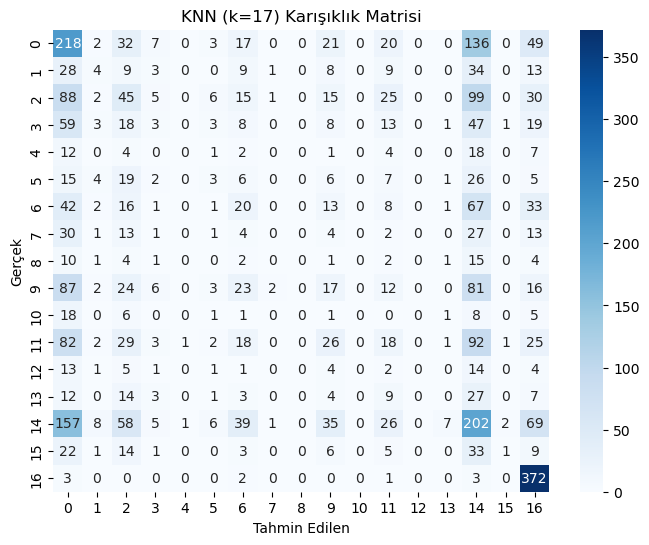 KNN (k=17) Karışıklık Matrisi
0 218 2 32 7 0 3 17 0 0 21 0 20 0 0 136 0 49
1 28 4 9 3 0 0 9 1 0 8 0 9 0 0 34 0 13
2 88 2 45 5 0 6 15 1 0 15 0 25 0 0 99 0 30
3 59 3 18 3 0 3 8 0 0 8 0 13 0 1 47 1 19
4 12 0 4 0 0 1 2 0 0 1 0 4 0 0 18 0 7
5 15 4 19 2 0 3 6 0 0 6 0 7 0 1 26 0 5
6 42 2 16 1 0 1 20 0 0 13 0 8 0 1 67 0 33
7 30 1 13 1 0 1 4 0 0 4 0 2 0 0 27 0 13
8 10 1 4 1 0 0 2 0 0 1 0 2 0 1 15 0 4
9 87 2 24 6 0 3 23 2 0 17 0 12 0 0 81 0 16
10 18 0 6 0 0 1 1 0 0 1 0 0 0 1 8 0 5
11 82 2 29 3 1 2 18 0 0 26 0 18 0 1 92 1 25
12 13 1 5 1 0 1 1 0 0 4 0 2 0 0 14 0 4
13 12 0 14 3 0 1 3 0 0 4 0 9 0 0 27 0 7
14 157 8 58 5 1 6 39 1 0 35 0 26 0 7 202 2 69
15 22 1 14 1 0 0 3 0 0 6 0 5 0 0 33 1 9
16 3 0 0 0 0 0 2 0 0 0 0 1 0 0 3 0 372
0 1 2 3 4 5 6 7 8 9 10 11 12 13 14 15 16
Gerçek
Tahmin Edilen
350
300
250
200
150
100
50
0